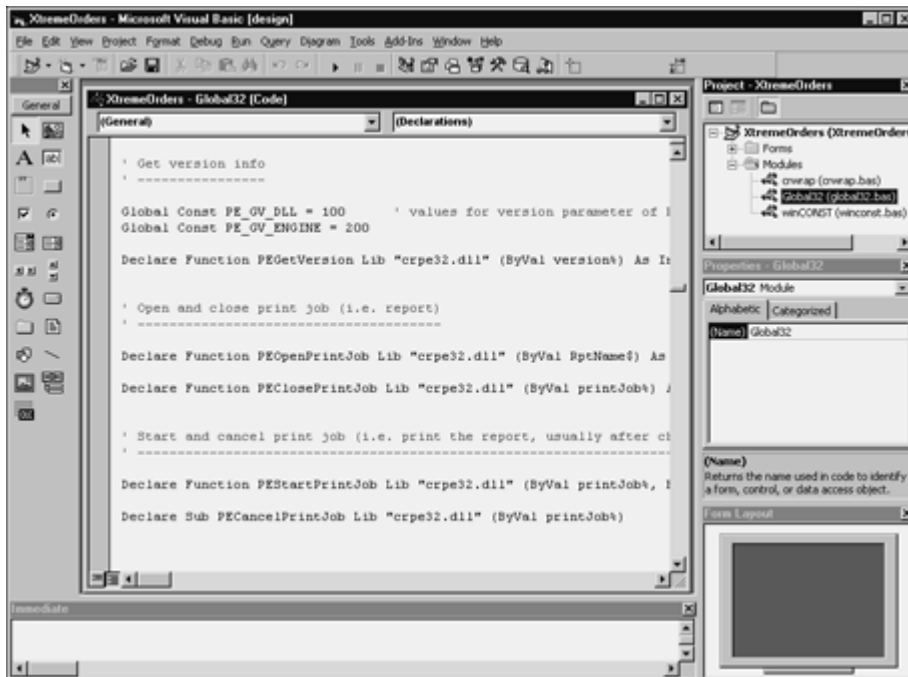 XtremeOrders - Microsoft Visual Basic [design]
File Edit View Project Format Debug Run Query Diagram Tools Add-Ins Window Help
General
XtremeOrders - Global32 (Code)
(General)
(Declarations)
' Get version info
' ----------------
Global Const PE_GV_DLL = 100 ' values for version parameter of
Global Const PE_GV_ENGINE = 200
Declare Function PEGetVersion Lib "crpe32.dll" (ByVal version%) As In
' Open and close print job (i.e. report)
' ---------------------------------------
Declare Function PEOpenPrintJob Lib "crpe32.dll" (ByVal RptName$) As
Declare Function PEClosePrintJob Lib "crpe32.dll" (ByVal printJob%)
' Start and cancel print job (i.e. print the report, usually after
' --------------------------------------------------------------------
Declare Function PEStartPrintJob Lib "crpe32.dll" (ByVal printJob%,
Declare Sub PECancelPrintJob Lib "crpe32.dll" (ByVal printJob%)
Immediate
Project - XtremeOrders
XtremeOrders (XtremeOrders
Forms
Modules
crwrap (crwrap.bas)
Global32 (global32.bas)
winCONST (winconst.bas)
Properties - Global32
Global32 Module
Alphabetic Categorized
(Name) Global32
(Name)
Returns the name used in code to identify
a form, control, or data access object.
Form Layout